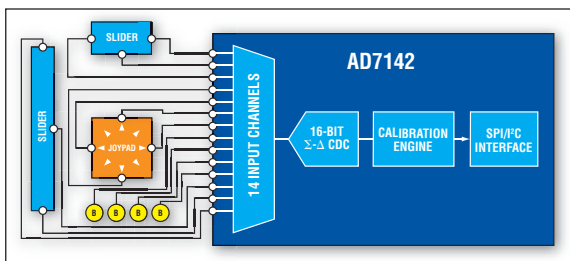 SLIDER
AD7142
SLIDER
JOYPAD
14 INPUT CHANNELS
16-BIT
Σ-Δ CDC
CALIBRATION
ENGINE
SPI/I²C
INTERFACE
B B B B